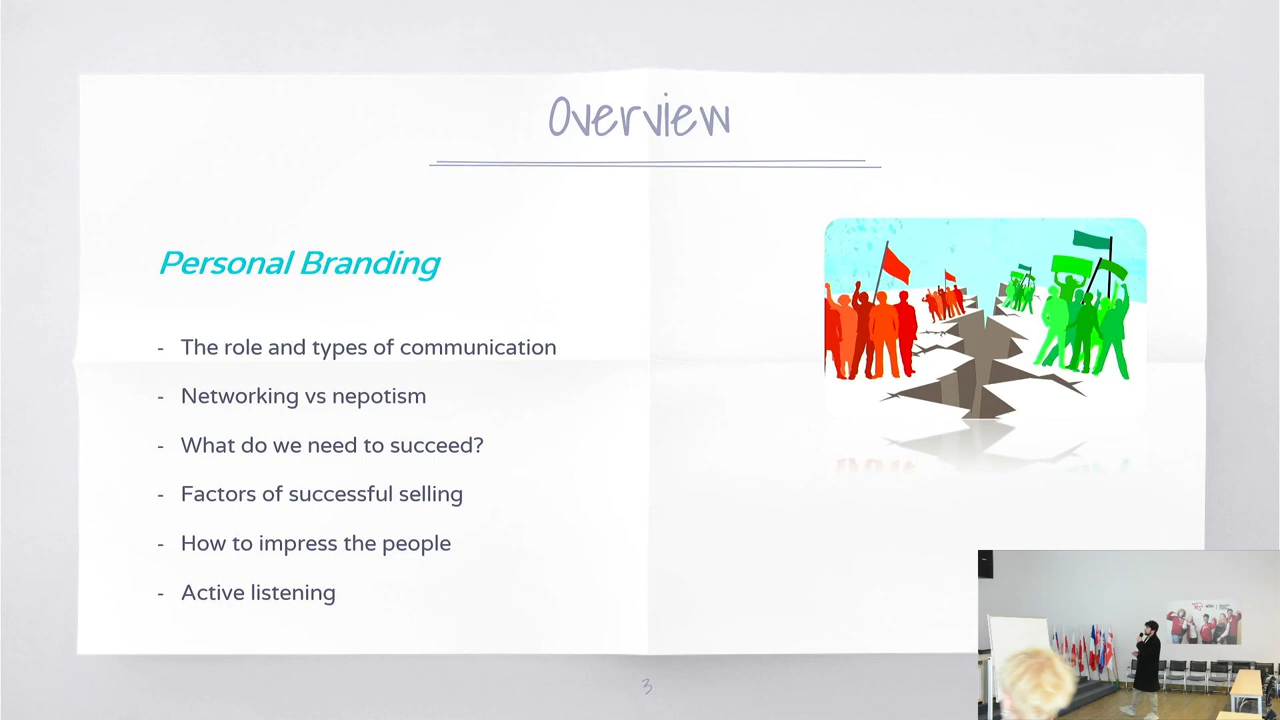 Overview
Personal Branding
- The role and types of communication
- Networking vs nepotism
- What do we need to succeed?
- Factors of successful selling
- How to impress the people
- Active listening
3